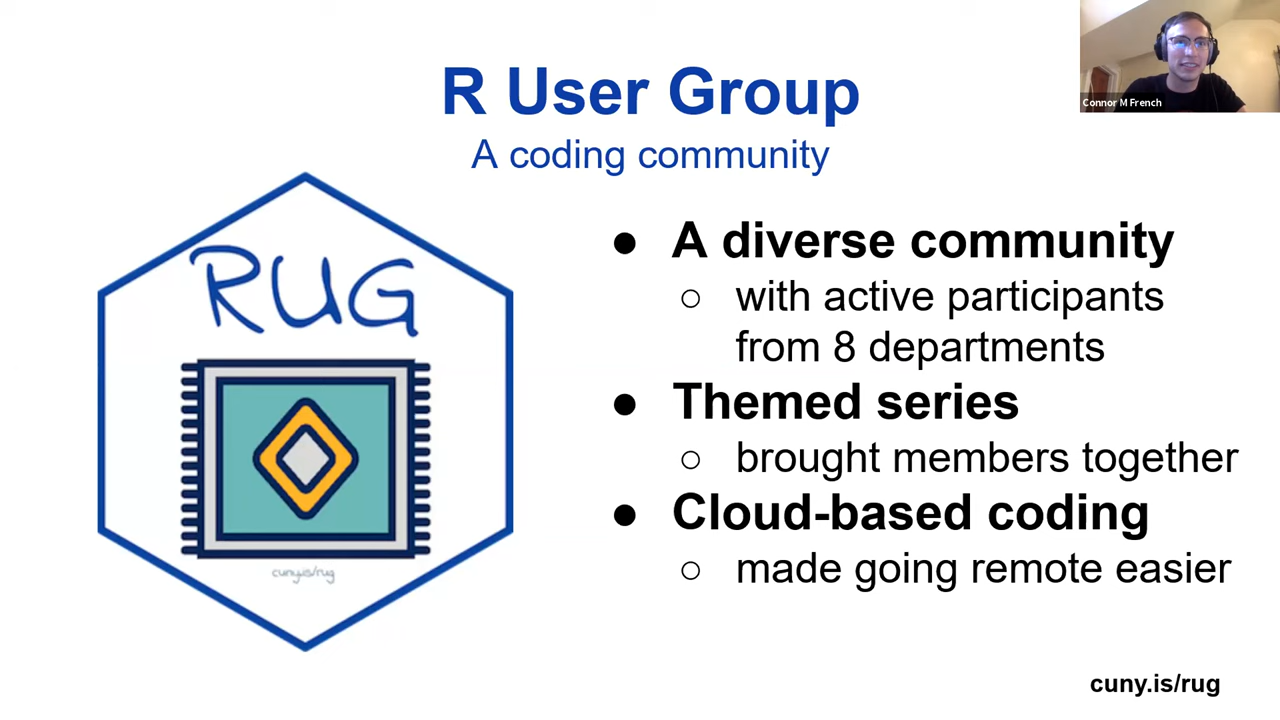 Connor M French
R User Group
A coding community
RUG
cuny.is/rug
● A diverse community
○ with active participants
from 8 departments
● Themed series
○ brought members together
● Cloud-based coding
○ made going remote easier
cuny.is/rug